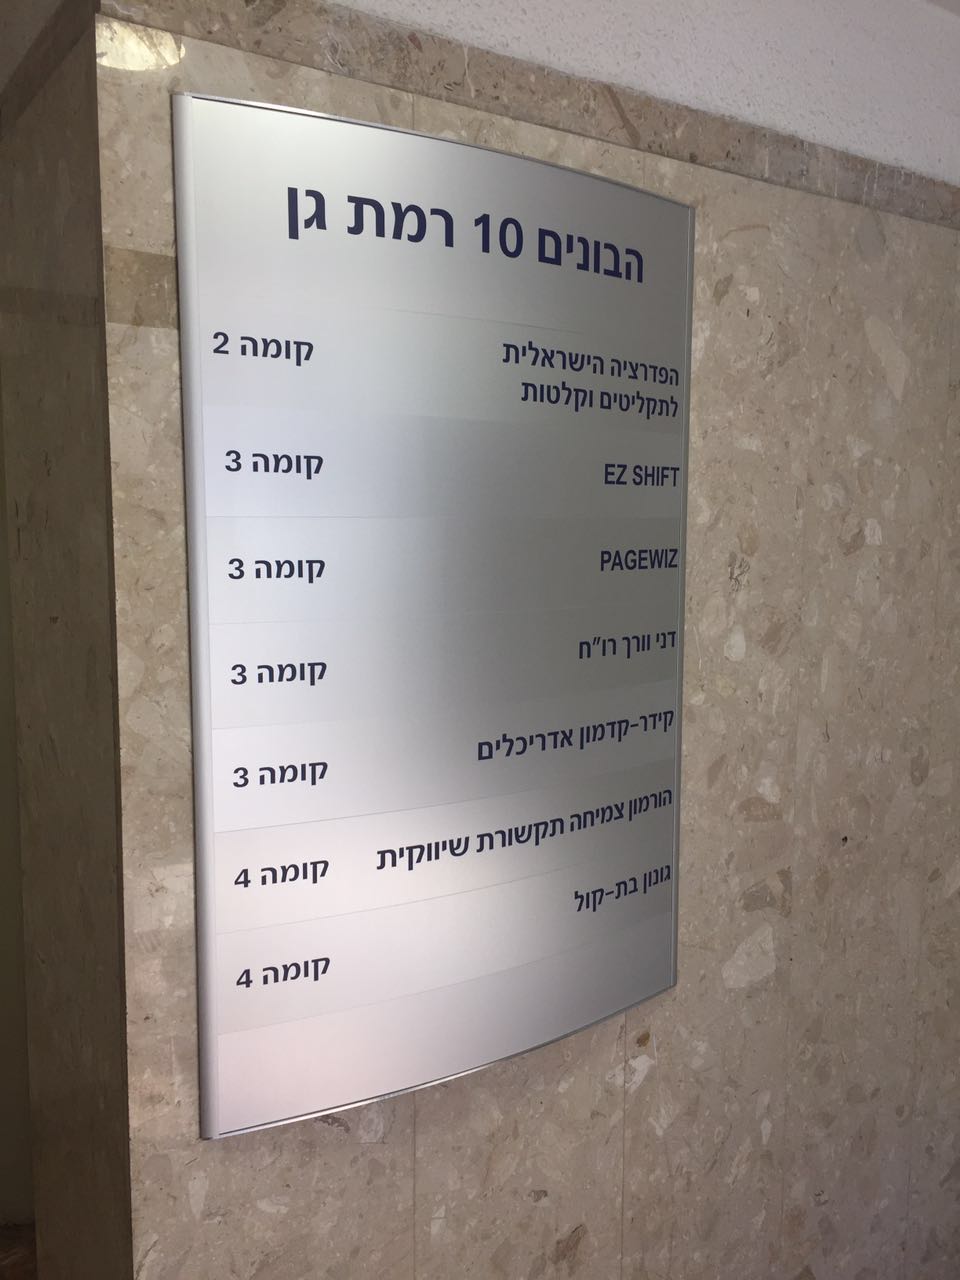 הבונים 10 רמת גן
הפדרציה הישראלית קומה 2
לתקליטים וקלטות
EZ SHIFT קומה 3
PAGEWIZ קומה 3
דני וורך רו"ח קומה 3
קידר-קדמון אדריכלים קומה 3
הורמון צמיחה תקשורת שיווקית קומה 4
גונון בת-קול קומה 4